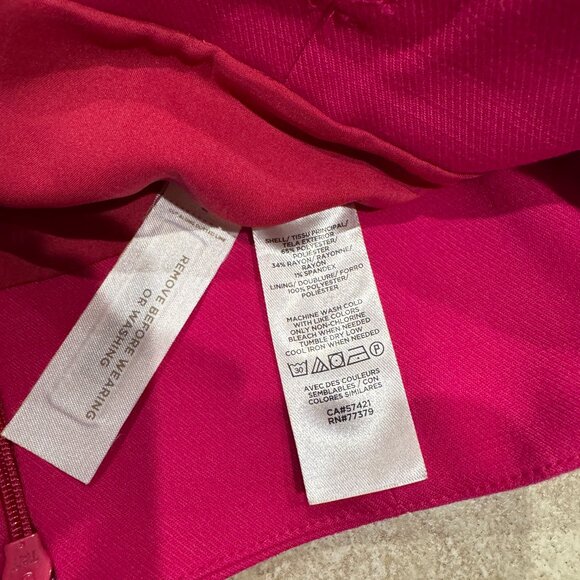 REMOVE BEFORE WEARING
OR WASHING
SHELL/ TISSU PRINCIPAL/
TELA EXTERIOR
65% POLYESTER/
POLIÉSTER
34% RAYON/ RAYONNE/
RAYÓN
1% SPANDEX
LINING/ DOUBLURE/ FORRO
100% POLYESTER/
POLIÉSTER
MACHINE WASH COLD
WITH LIKE COLORS
ONLY NON-CHLORINE
BLEACH WHEN NEEDED
TUMBLE DRY LOW
COOL IRON WHEN NEEDED
30 P
AVEC DES COULEURS
SEMBLABLES / CON
COLORES SIMILARES
CA#57421
RN#77379